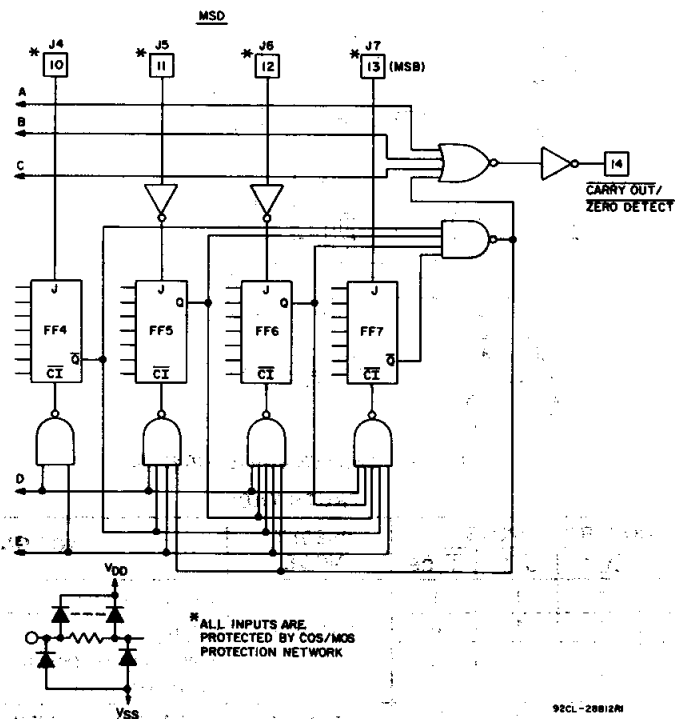 MSD
* J4 * J5 * J6 * J7
10 11 12 13 (MSB)
A
B
C
14
CARRY OUT/
ZERO DETECT
J J J J
Q Q
FF4 FF5 FF6 FF7
Q Q
CI CI CI CI
D
E
VDD
* ALL INPUTS ARE
PROTECTED BY COS/MOS
PROTECTION NETWORK
VSS
92CL-28812RI